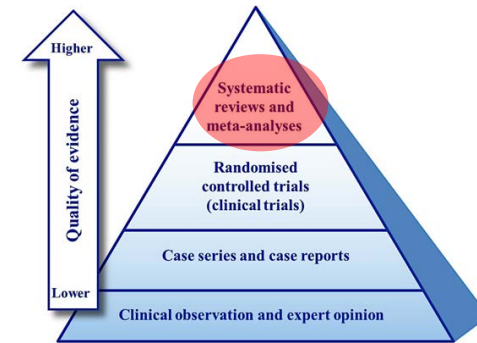 Higher
Quality of evidence
Lower
Systematic
reviews and
meta-analyses
Randomised
controlled trials
(clinical trials)
Case series and case reports
Clinical observation and expert opinion